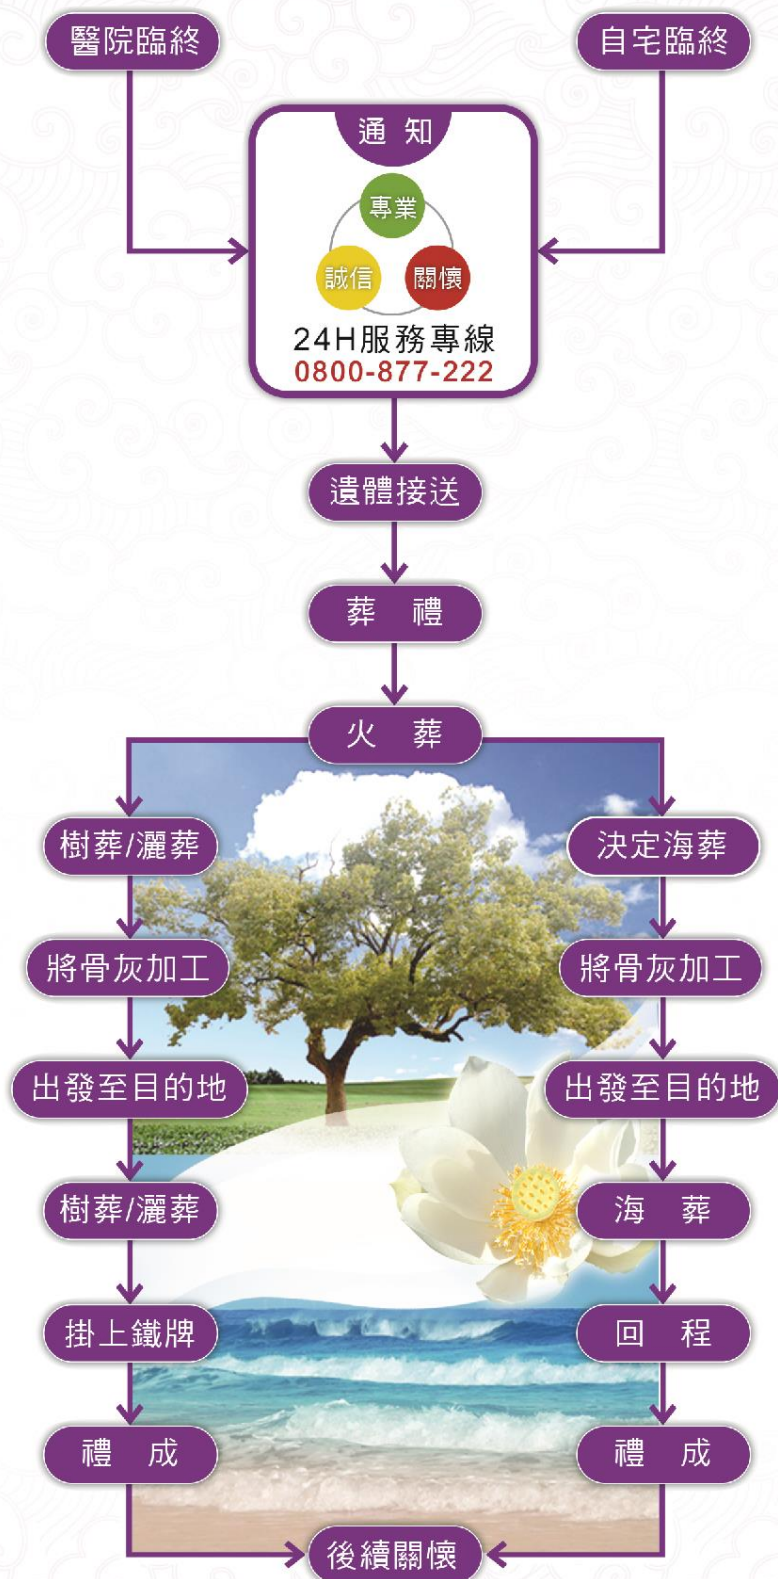 醫院臨終
自宅臨終
通 知
專業
誠信
關懷
24H服務專線
0800-877-222
遺體接送
葬 禮
火 葬
樹葬/灑葬
將骨灰加工
出發至目的地
樹葬/灑葬
掛上鐵牌
禮 成
決定海葬
將骨灰加工
出發至目的地
海 葬
回 程
禮 成
後續關懷